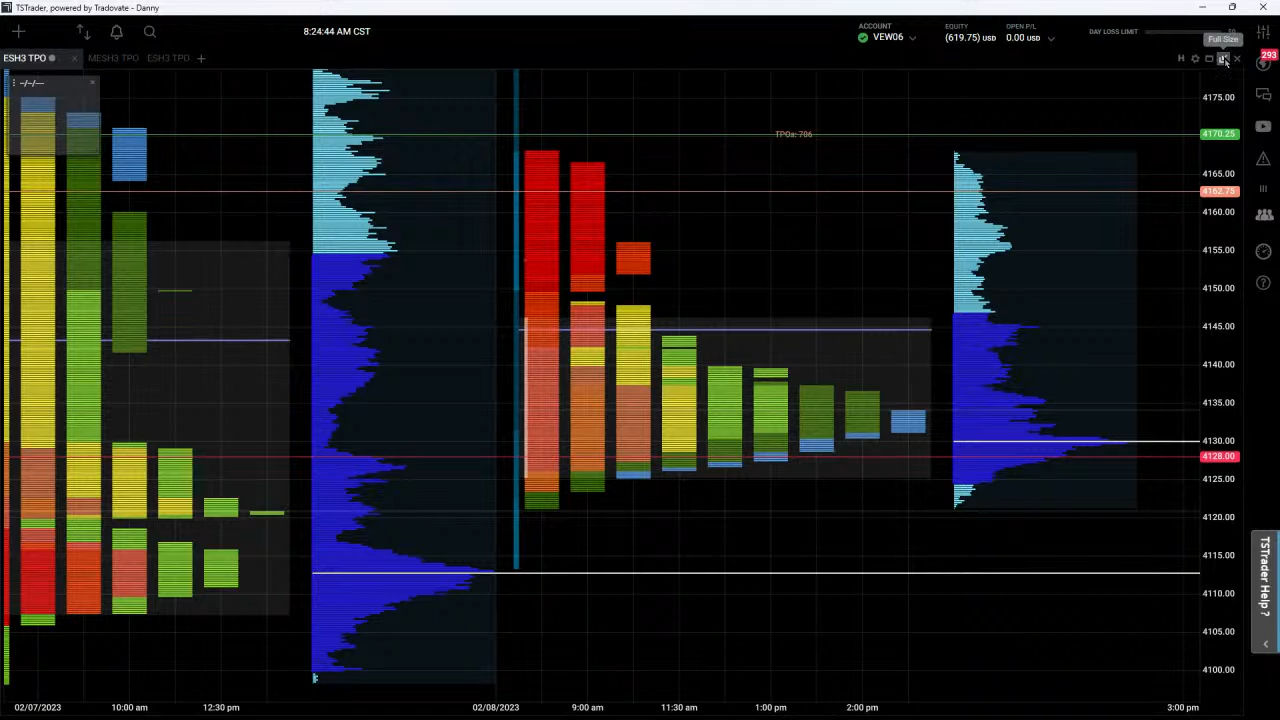 TSTrader, powered by Tradovate - Danny
8:24:44 AM CST
ACCOUNT
VEW06
EQUITY
(619.75) USD
OPEN P/L
0.00 USD
DAY LOSS LIMIT
Full Size
293
ESH3 TPO
MESH3 TPO
ESH3 TPO
H
-/-/—
TPOs: 706
4175.00
4170.25
4165.00
4162.75
4160.00
4155.00
4150.00
4145.00
4140.00
4135.00
4130.00
4128.00
4125.00
4120.00
4115.00
4110.00
4105.00
4100.00
TSTrader Help ?
02/07/2023
10:00 am
12:30 pm
02/08/2023
9:00 am
11:30 am
1:00 pm
2:00 pm
3:00 pm